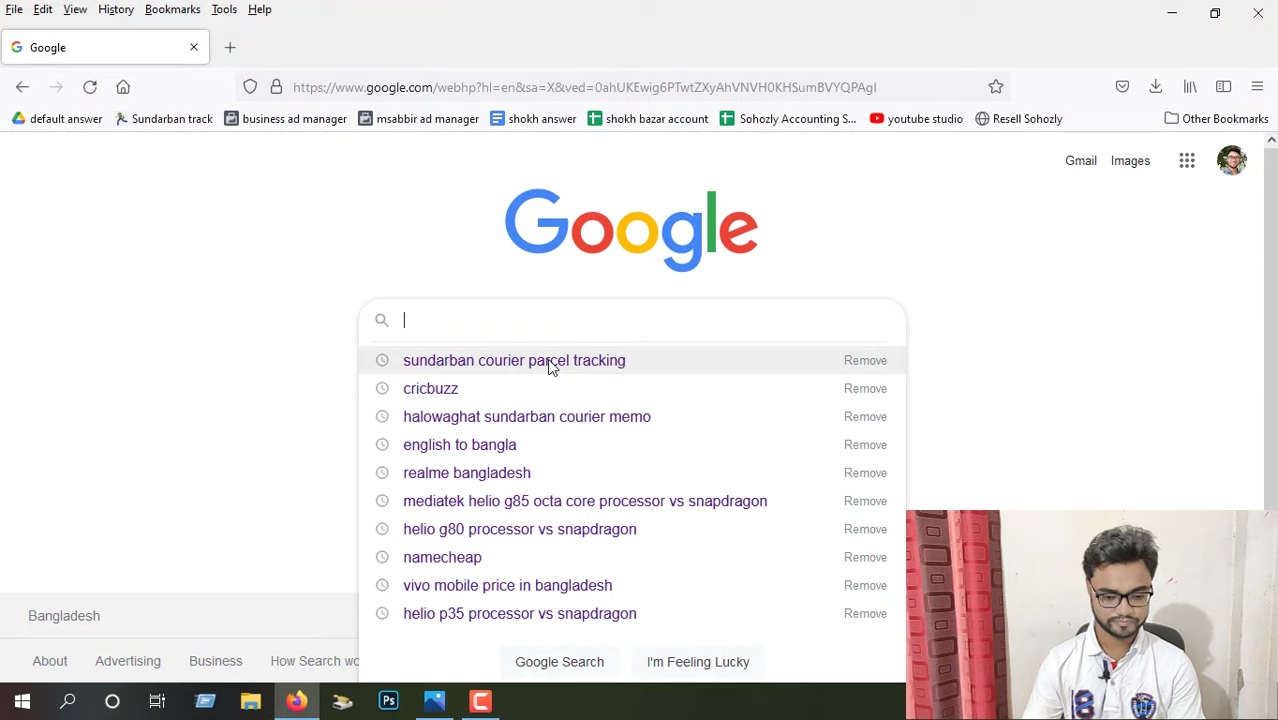 File Edit View History Bookmarks Tools Help
Google
https://www.google.com/webhp?hl=en&sa=X&ved=0ahUKEwig6PTwtZXyAhVNVH0KHSumBVYQPAgI
default answer Sundarban track business ad manager msabbir ad manager shokh answer shokh bazar account Sohozly Accounting S... youtube studio Resell Sohozly Other Bookmarks
Gmail Images
Google
sundarban courier parcel tracking Remove
cricbuzz Remove
halowaghat sundarban courier memo Remove
english to bangla Remove
realme bangladesh Remove
mediatek helio g85 octa core processor vs snapdragon Remove
helio g80 processor vs snapdragon Remove
namecheap Remove
vivo mobile price in bangladesh Remove
helio p35 processor vs snapdragon Remove
Bangladesh
Google Search I'm Feeling Lucky
About Advertising Business How Search wo
Ps